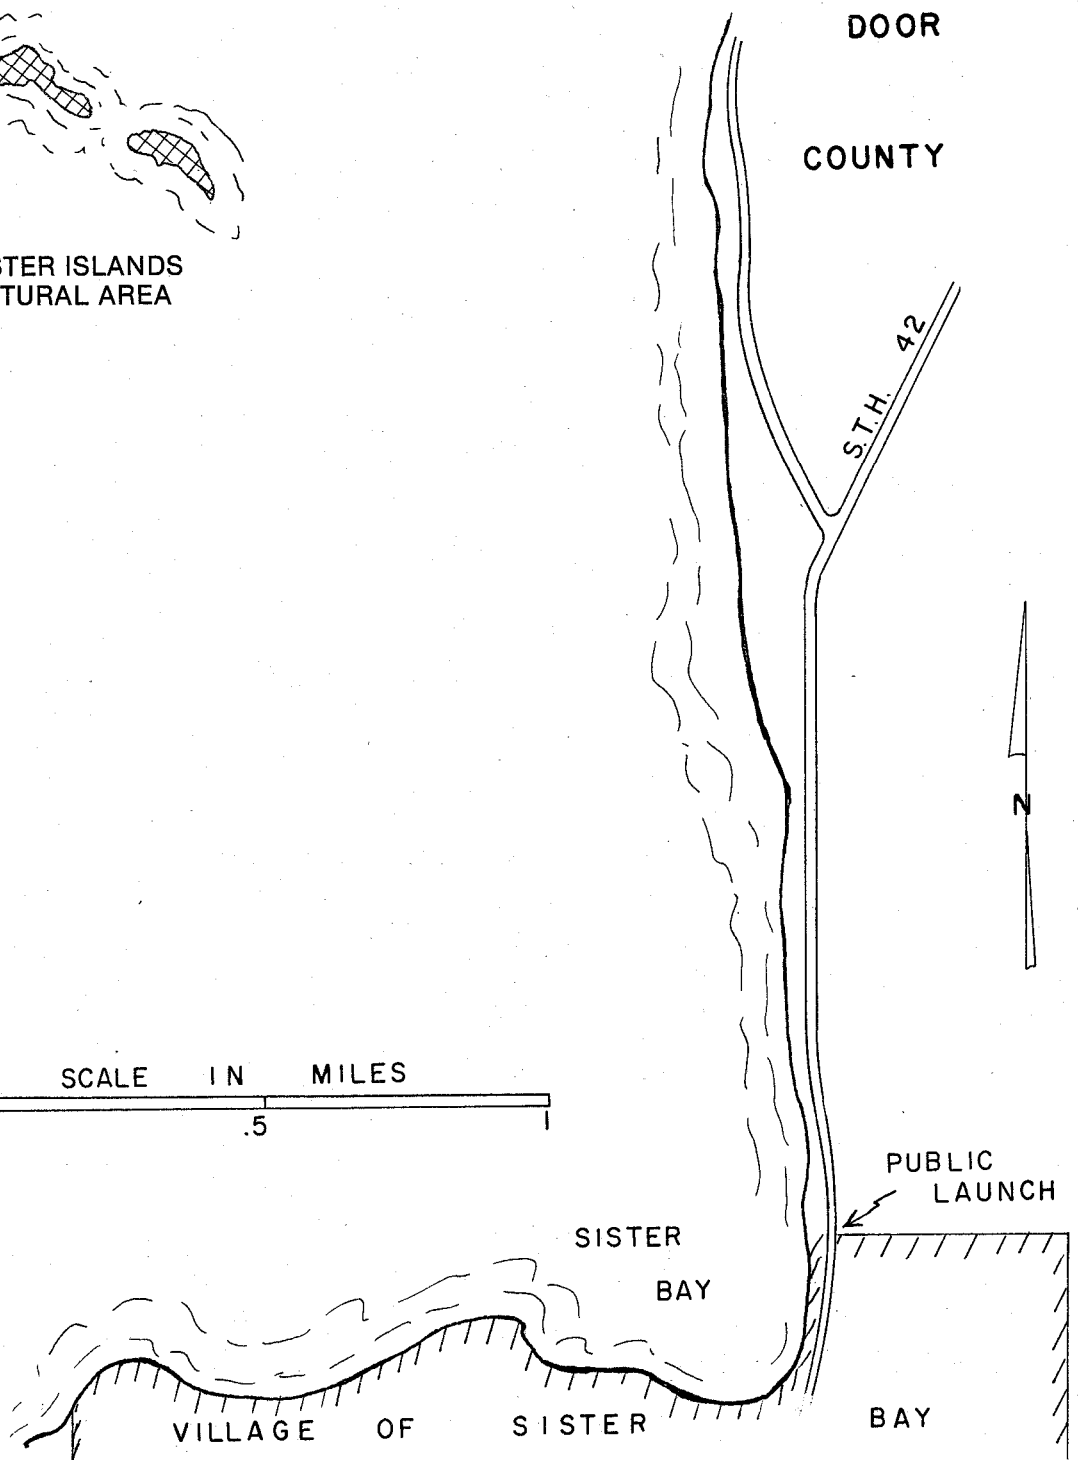 DOOR
COUNTY
STER ISLANDS
TURAL AREA
S.T.H. 42
N
SCALE IN MILES
.5 1
PUBLIC
LAUNCH
SISTER
BAY
VILLAGE OF SISTER BAY